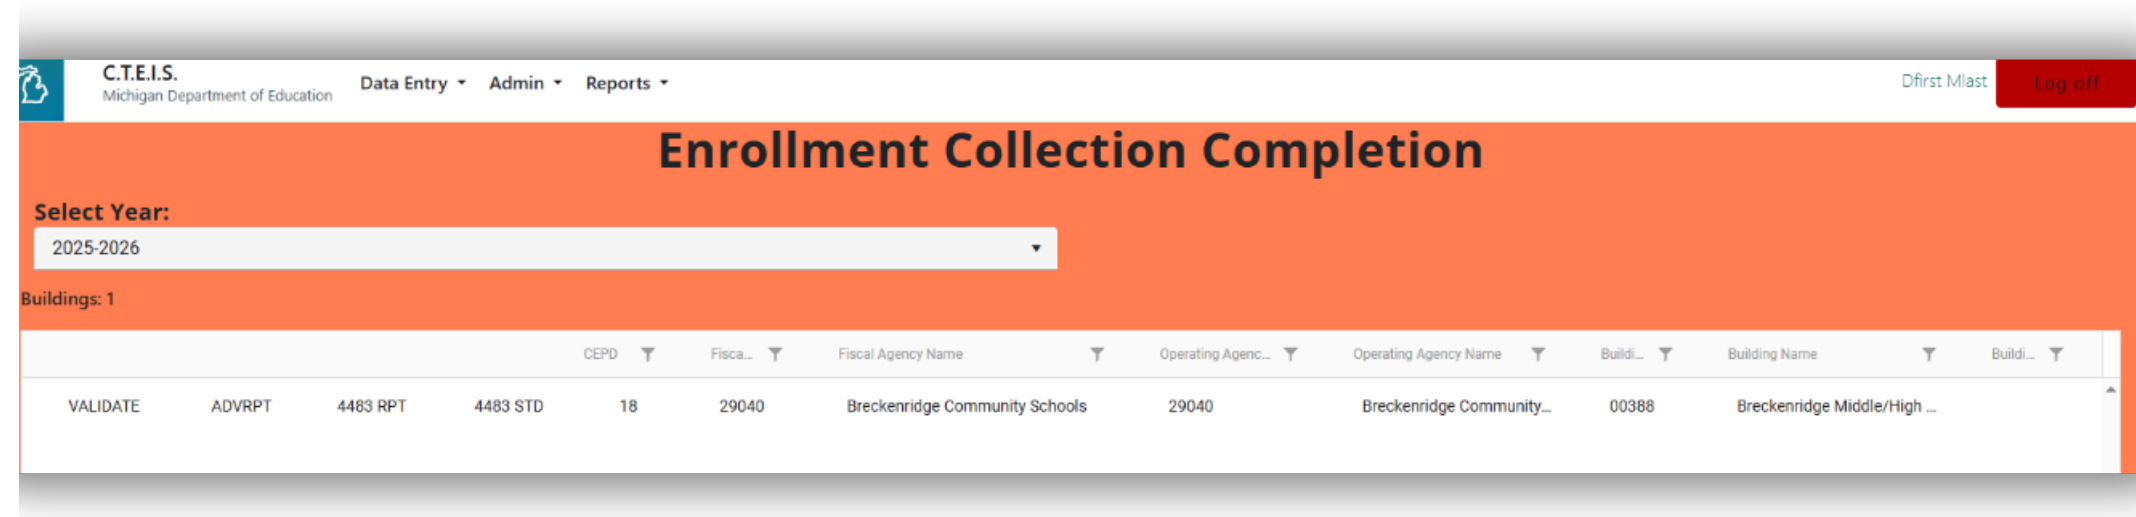 C.T.E.I.S.
Michigan Department of Education
Data Entry Admin Reports
Dfirst Mlast Log off
Enrollment Collection Completion
Select Year:
2025-2026
Buildings: 1
CEPD Fisca... Fiscal Agency Name Operating Agenc... Operating Agency Name Buildi... Building Name Buildi...
VALIDATE ADVRPT 4483 RPT 4483 STD 18 29040 Breckenridge Community Schools 29040 Breckenridge Community... 00388 Breckenridge Middle/High ...